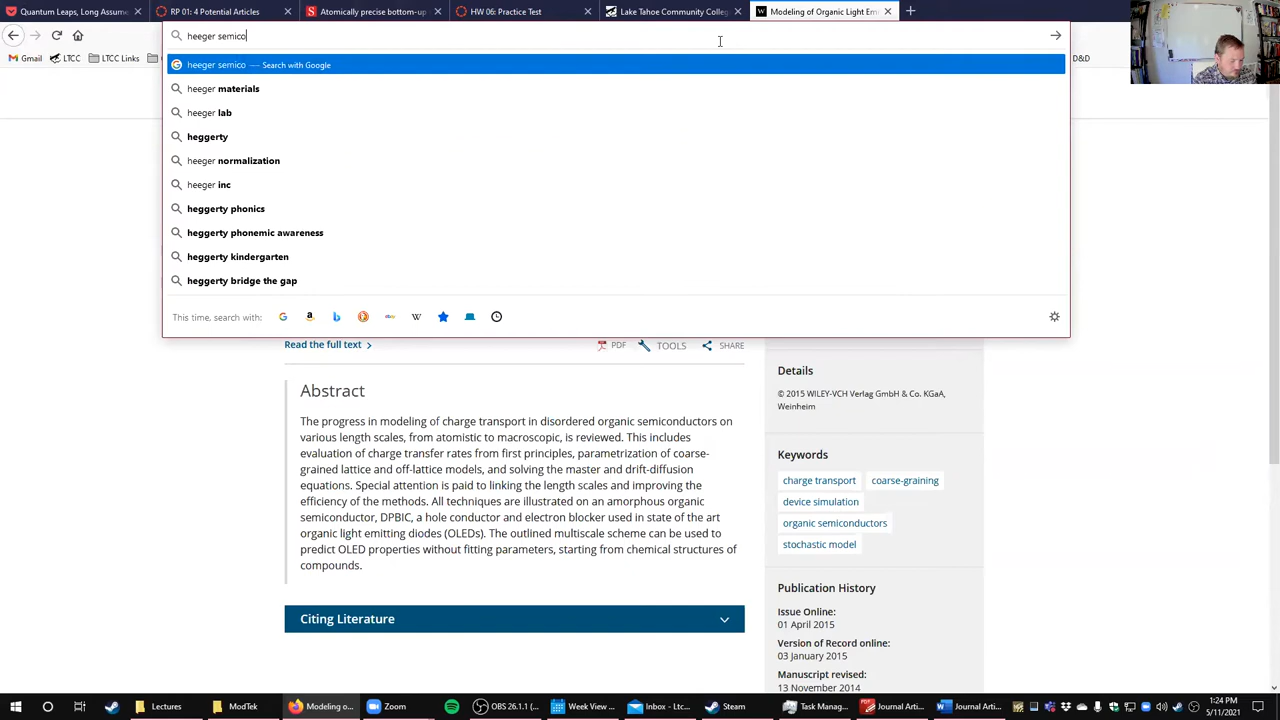 Quantum Leaps, Long Assume
RP 01: 4 Potential Articles
Atomically precise bottom-up
HW 06: Practice Test
Lake Tahoe Community Colleg
Modeling of Organic Light Em
heeger semico
Gmail
LTCC
LTCC Links
D&D
heeger semico — Search with Google
heeger materials
heeger lab
heggerty
heeger normalization
heeger inc
heggerty phonics
heggerty phonemic awareness
heggerty kindergarten
heggerty bridge the gap
This time, search with:
Read the full text
PDF
TOOLS
SHARE
Abstract
The progress in modeling of charge transport in disordered organic semiconductors on
various length scales, from atomistic to macroscopic, is reviewed. This includes
evaluation of charge transfer rates from first principles, parametrization of coarse-
grained lattice and off-lattice models, and solving the master and drift-diffusion
equations. Special attention is paid to linking the length scales and improving the
efficiency of the methods. All techniques are illustrated on an amorphous organic
semiconductor, DPBIC, a hole conductor and electron blocker used in state of the art
organic light emitting diodes (OLEDs). The outlined multiscale scheme can be used to
predict OLED properties without fitting parameters, starting from chemical structures of
compounds.
Citing Literature
Details
© 2015 WILEY-VCH Verlag GmbH & Co. KGaA,
Weinheim
Keywords
charge transport
coarse-graining
device simulation
organic semiconductors
stochastic model
Publication History
Issue Online:
01 April 2015
Version of Record online:
03 January 2015
Manuscript revised:
13 November 2014
Lectures
ModTek
Modeling o...
Zoom
OBS 26.1.1 (...
Week View ...
Inbox - Ltc...
Steam
Task Manag...
Journal Arti...
Journal Arti...
1:24 PM
5/11/2021